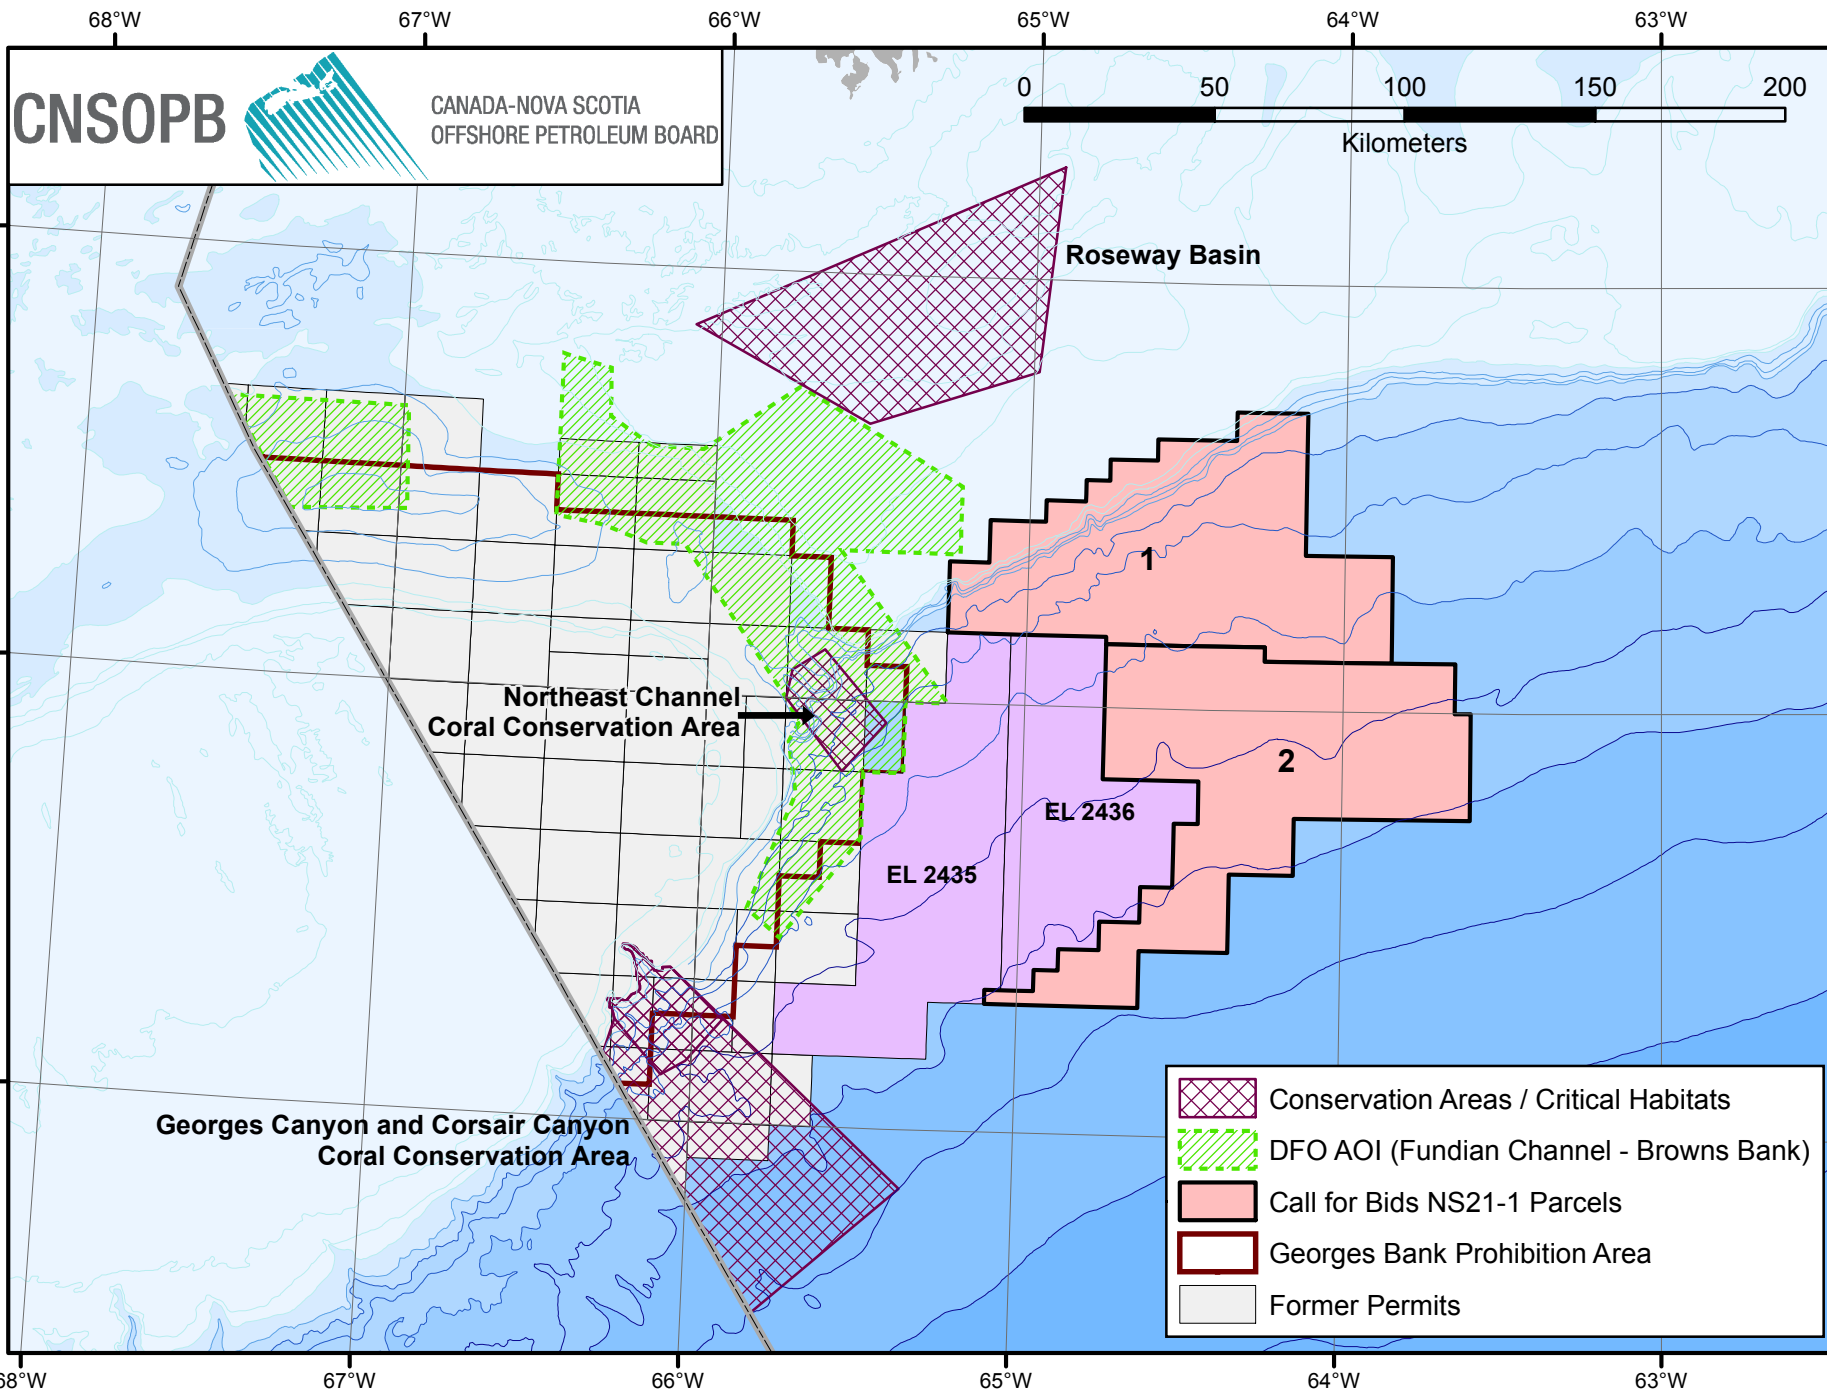 68°W 67°W 66°W 65°W 64°W 63°W
CNSOPB
CANADA-NOVA SCOTIA
OFFSHORE PETROLEUM BOARD
0 50 100 150 200
Kilometers
Roseway Basin
1
Northeast Channel
Coral Conservation Area
2
EL 2436
EL 2435
Georges Canyon and Corsair Canyon
Coral Conservation Area
Conservation Areas / Critical Habitats
DFO AOI (Fundian Channel - Browns Bank)
Call for Bids NS21-1 Parcels
Georges Bank Prohibition Area
Former Permits
68°W 67°W 66°W 65°W 64°W 63°W